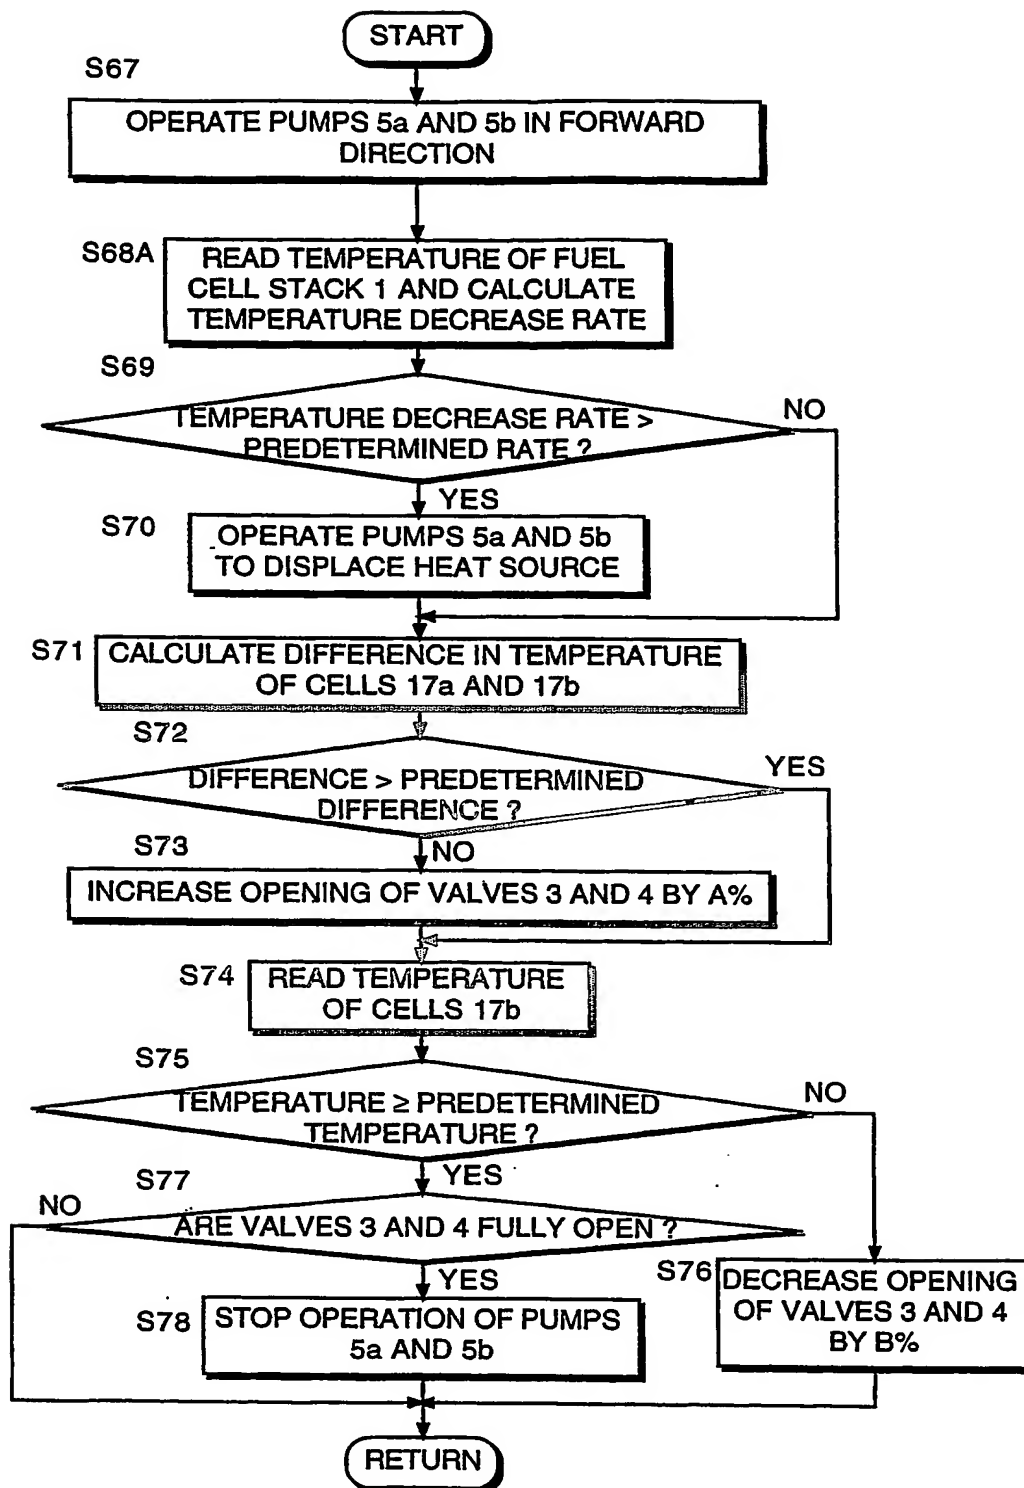 START
S67
OPERATE PUMPS 5a AND 5b IN FORWARD
DIRECTION
S68A
READ TEMPERATURE OF FUEL
CELL STACK 1 AND CALCULATE
TEMPERATURE DECREASE RATE
S69
TEMPERATURE DECREASE RATE >
PREDETERMINED RATE ?
NO
YES
S70
OPERATE PUMPS 5a AND 5b
TO DISPLACE HEAT SOURCE
S71
CALCULATE DIFFERENCE IN TEMPERATURE
OF CELLS 17a AND 17b
S72
DIFFERENCE > PREDETERMINED
DIFFERENCE ?
YES
NO
S73
INCREASE OPENING OF VALVES 3 AND 4 BY A%
S74
READ TEMPERATURE
OF CELLS 17b
S75
TEMPERATURE ≥ PREDETERMINED
TEMPERATURE ?
NO
YES
S77
NO
ARE VALVES 3 AND 4 FULLY OPEN ?
YES
S76
DECREASE OPENING
OF VALVES 3 AND 4
BY B%
S78
STOP OPERATION OF PUMPS
5a AND 5b
RETURN